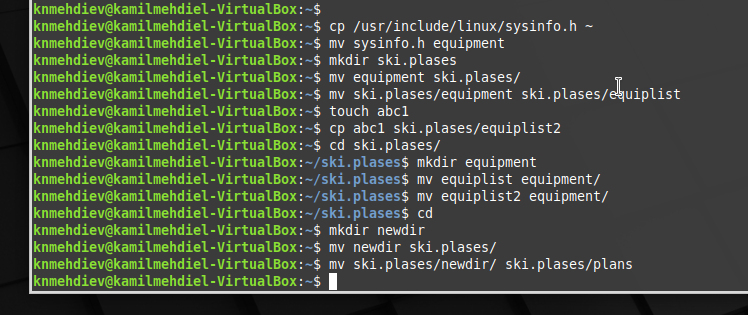 knmehdiev@kamilmehdiel-VirtualBox:~$
knmehdiev@kamilmehdiel-VirtualBox:~$ cp /usr/include/linux/sysinfo.h ~
knmehdiev@kamilmehdiel-VirtualBox:~$ mv sysinfo.h equipment
knmehdiev@kamilmehdiel-VirtualBox:~$ mkdir ski.plases
knmehdiev@kamilmehdiel-VirtualBox:~$ mv equipment ski.plases/
knmehdiev@kamilmehdiel-VirtualBox:~$ mv ski.plases/equipment ski.plases/equiplist
knmehdiev@kamilmehdiel-VirtualBox:~$ touch abc1
knmehdiev@kamilmehdiel-VirtualBox:~$ cp abc1 ski.plases/equiplist2
knmehdiev@kamilmehdiel-VirtualBox:~$ cd ski.plases/
knmehdiev@kamilmehdiel-VirtualBox:~/ski.plases$ mkdir equipment
knmehdiev@kamilmehdiel-VirtualBox:~/ski.plases$ mv equiplist equipment/
knmehdiev@kamilmehdiel-VirtualBox:~/ski.plases$ mv equiplist2 equipment/
knmehdiev@kamilmehdiel-VirtualBox:~/ski.plases$ cd
knmehdiev@kamilmehdiel-VirtualBox:~$ mkdir newdir
knmehdiev@kamilmehdiel-VirtualBox:~$ mv newdir ski.plases/
knmehdiev@kamilmehdiel-VirtualBox:~$ mv ski.plases/newdir/ ski.plases/plans
knmehdiev@kamilmehdiel-VirtualBox:~$